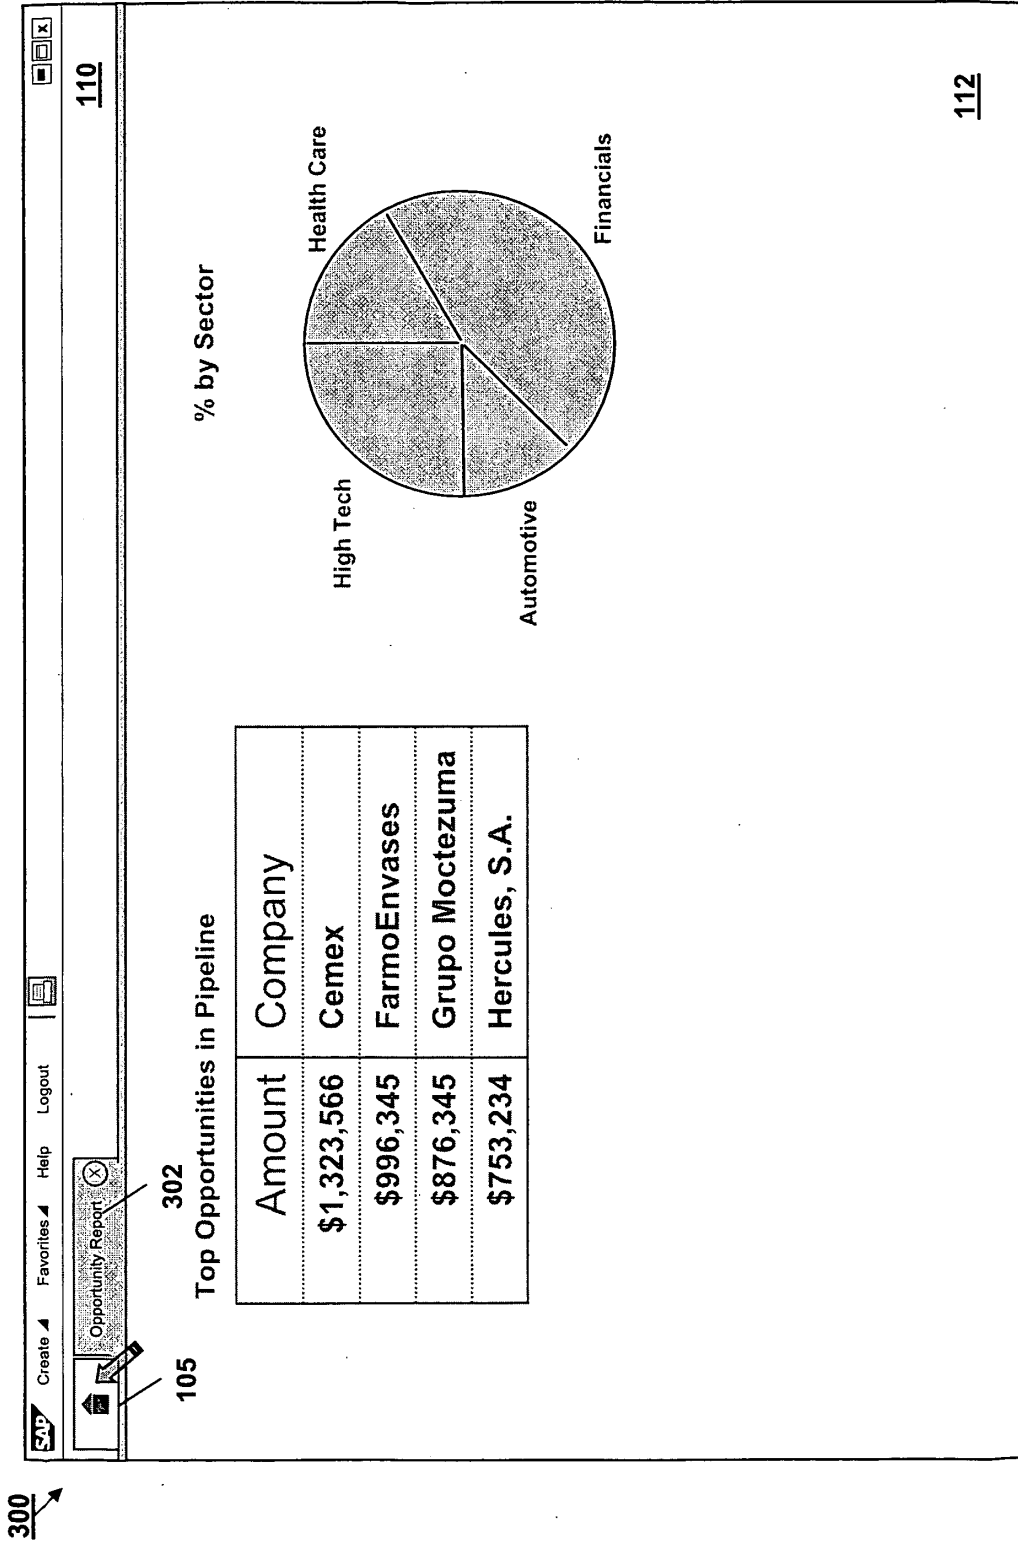 300
SAP Create Favorites Help Logout
Opportunity Report X
110
105
302
Top Opportunities in Pipeline
Amount Company
$1,323,566 Cemex
$996,345 FarmoEnvases
$876,345 Grupo Moctezuma
$753,234 Hercules, S.A.
% by Sector
High Tech
Health Care
Automotive
Financials
112